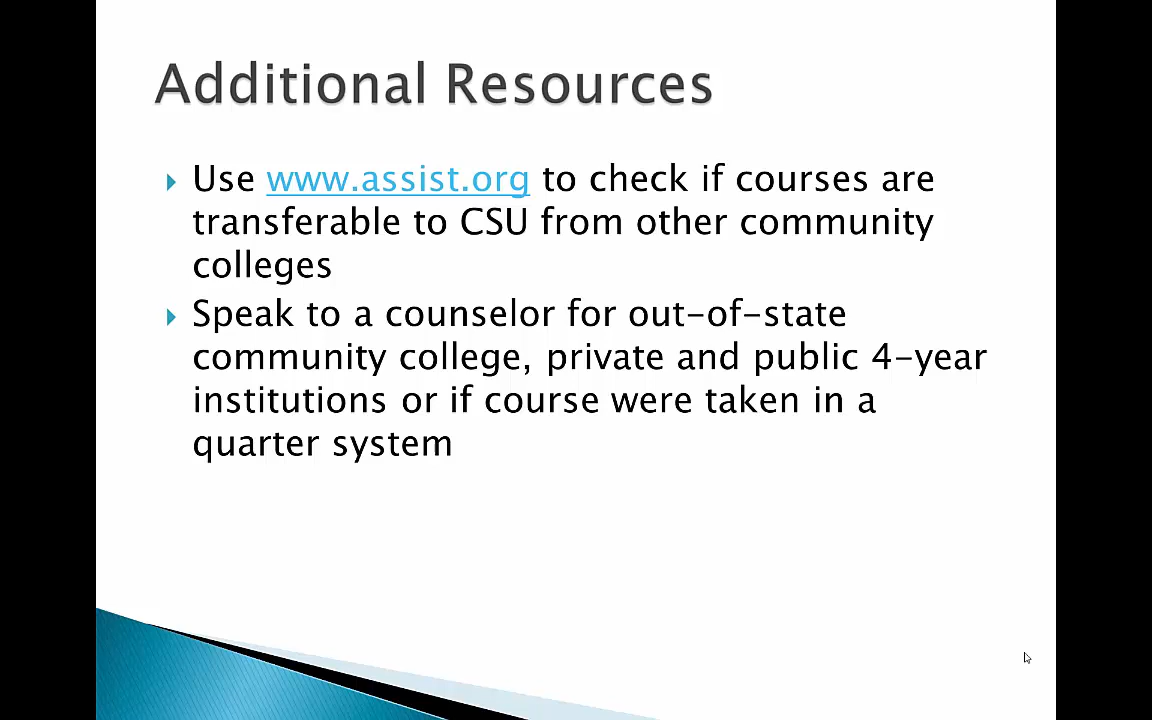 Additional Resources
Use www.assist.org to check if courses are
transferable to CSU from other community
colleges
Speak to a counselor for out-of-state
community college, private and public 4-year
institutions or if course were taken in a
quarter system